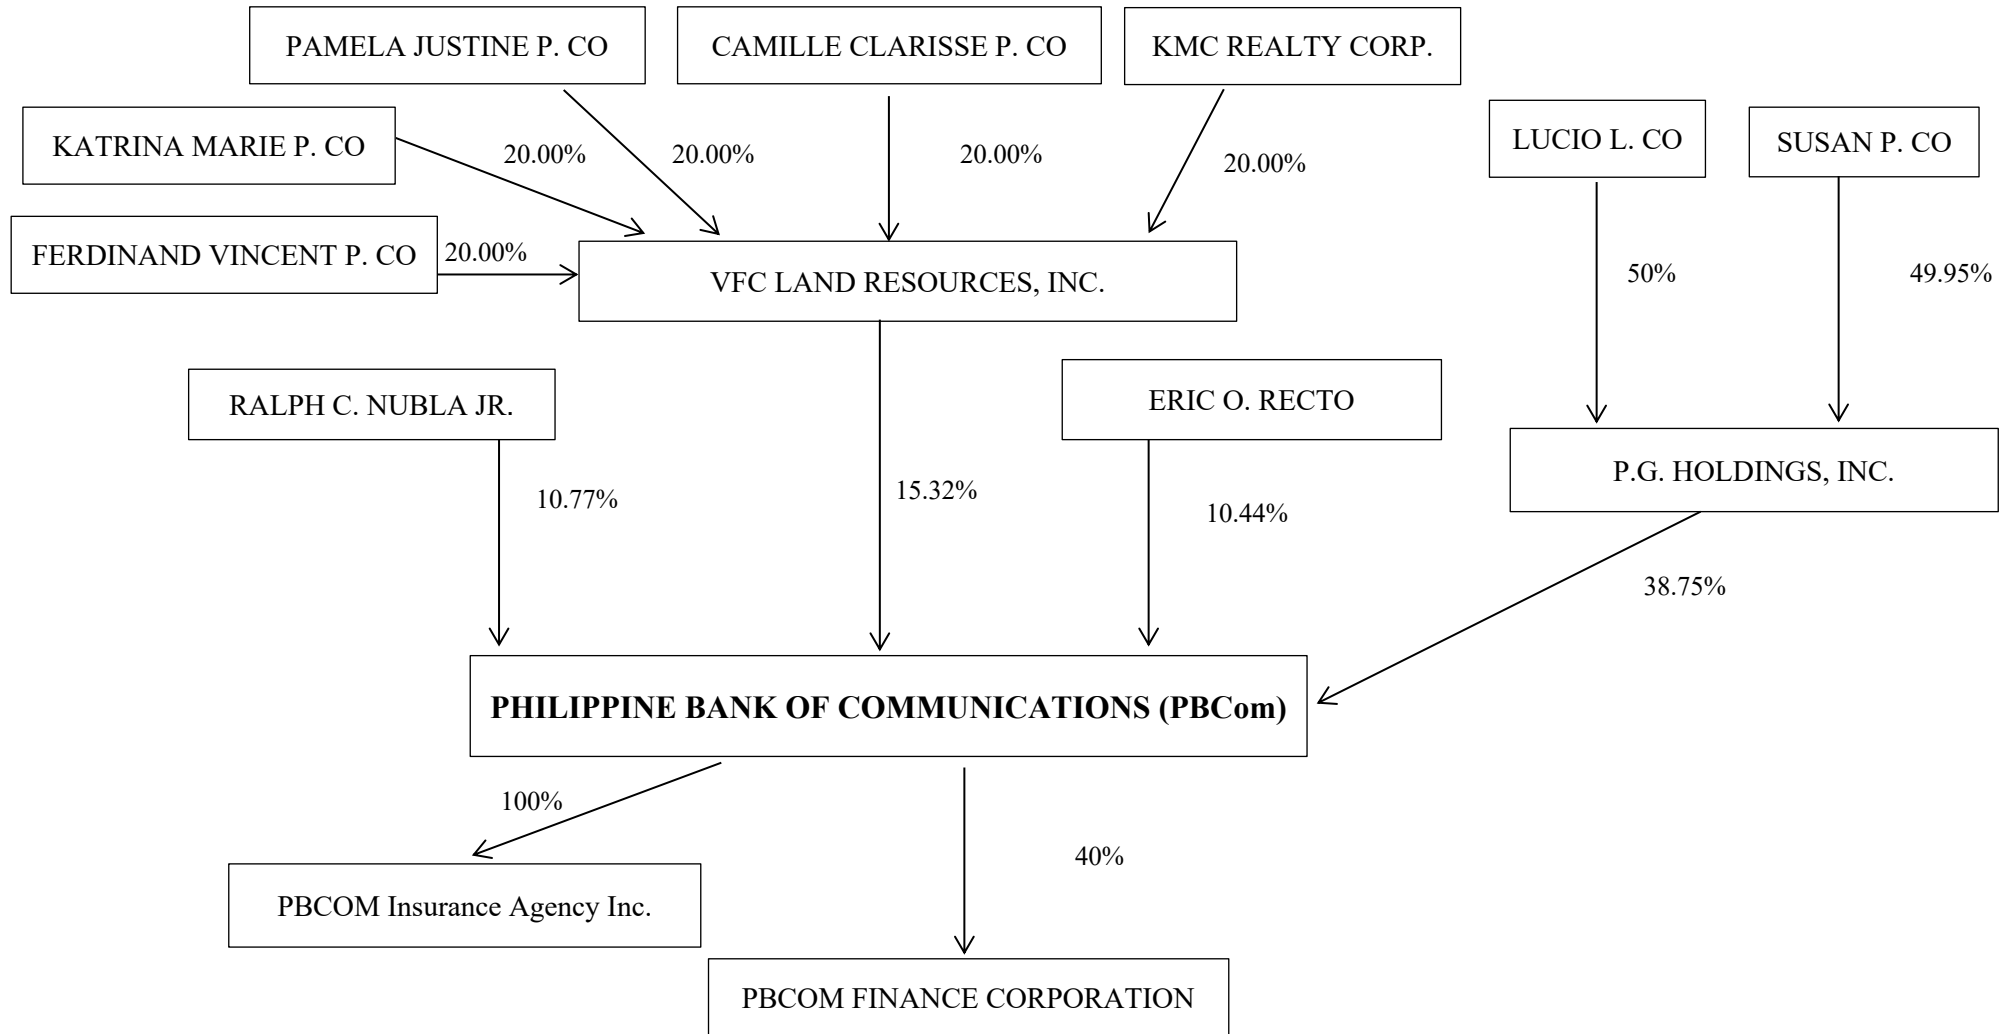 PAMELA JUSTINE P. CO
CAMILLE CLARISSE P. CO
KMC REALTY CORP.
KATRINA MARIE P. CO
LUCIO L. CO
SUSAN P. CO
20.00%
20.00%
20.00%
20.00%
FERDINAND VINCENT P. CO
20.00%
VFC LAND RESOURCES, INC.
50%
49.95%
RALPH C. NUBLA JR.
ERIC O. RECTO
P.G. HOLDINGS, INC.
10.77%
15.32%
10.44%
38.75%
PHILIPPINE BANK OF COMMUNICATIONS (PBCom)
100%
40%
PBCOM Insurance Agency Inc.
PBCOM FINANCE CORPORATION